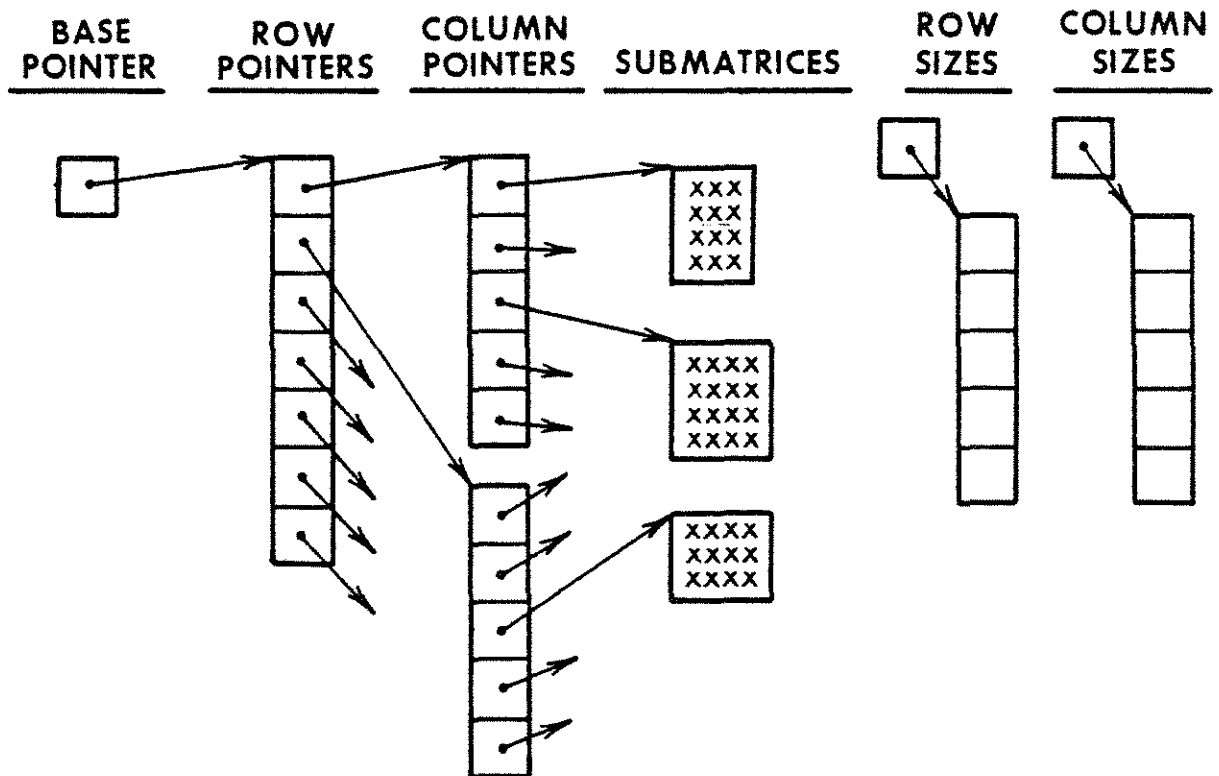 BASE
POINTER
ROW
POINTERS
COLUMN
POINTERS
SUBMATRICES
ROW
SIZES
COLUMN
SIZES
XXX
XXX
XXX
XXX
XXXX
XXXX
XXXX
XXXX
XXXX
XXXX
XXXX